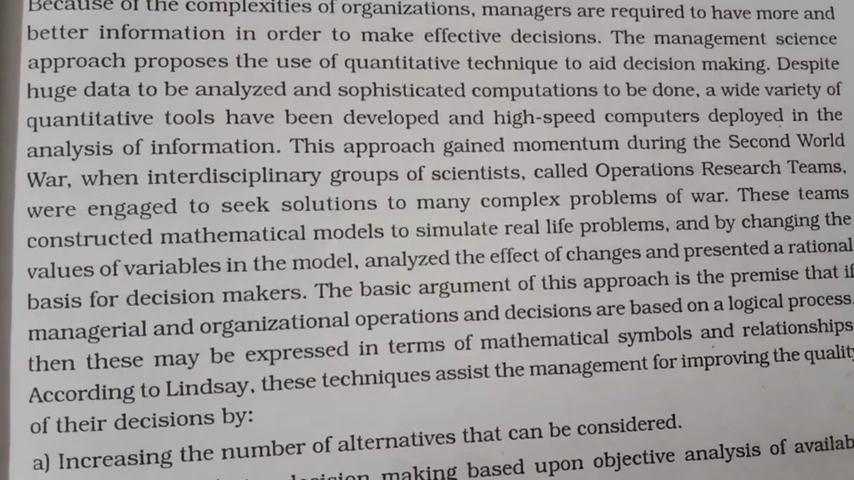 Because of the complexities of organizations, managers are required to have more and
better information in order to make effective decisions. The management science
approach proposes the use of quantitative technique to aid decision making. Despite
huge data to be analyzed and sophisticated computations to be done, a wide variety of
quantitative tools have been developed and high-speed computers deployed in the
analysis of information. This approach gained momentum during the Second World
War, when interdisciplinary groups of scientists, called Operations Research Teams,
were engaged to seek solutions to many complex problems of war. These teams
constructed mathematical models to simulate real life problems, and by changing the
values of variables in the model, analyzed the effect of changes and presented a rational
basis for decision makers. The basic argument of this approach is the premise that if
managerial and organizational operations and decisions are based on a logical process,
then these may be expressed in terms of mathematical symbols and relationships
According to Lindsay, these techniques assist the management for improving the quality
of their decisions by:
a) Increasing the number of alternatives that can be considered.
making based upon objective analysis of